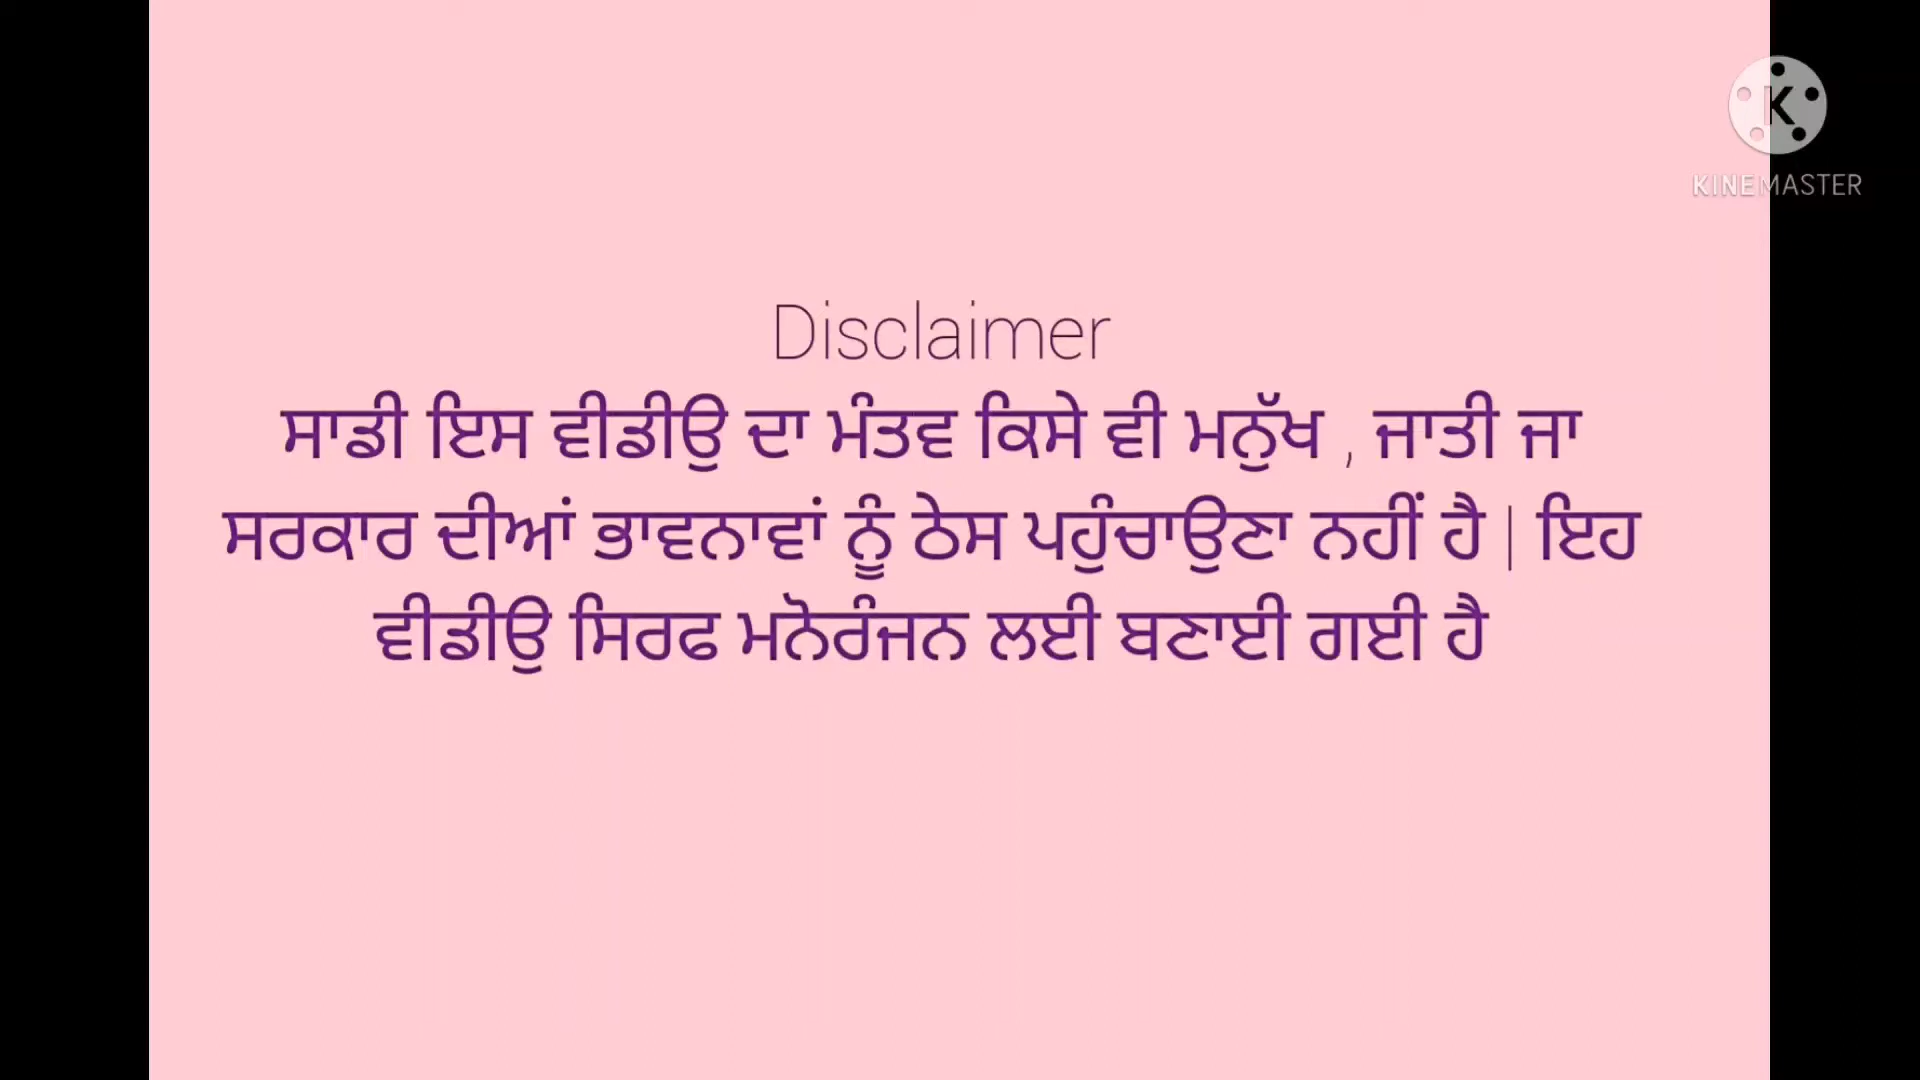 KINEMASTER
Disclaimer
ਸਾਡੀ ਇਸ ਵੀਡੀਉ ਦਾ ਮੰਤਵ ਕਿਸੇ ਵੀ ਮਨੁੱਖ , ਜਾਤੀ ਜਾ
ਸਰਕਾਰ ਦੀਆਂ ਭਾਵਨਾਵਾਂ ਨੂੰ ਠੇਸ ਪਹੁੰਚਾਉਣਾ ਨਹੀਂ ਹੈ | ਇਹ
ਵੀਡੀਉ ਸਿਰਫ ਮਨੋਰੰਜਨ ਲਈ ਬਣਾਈ ਗਈ ਹੈ